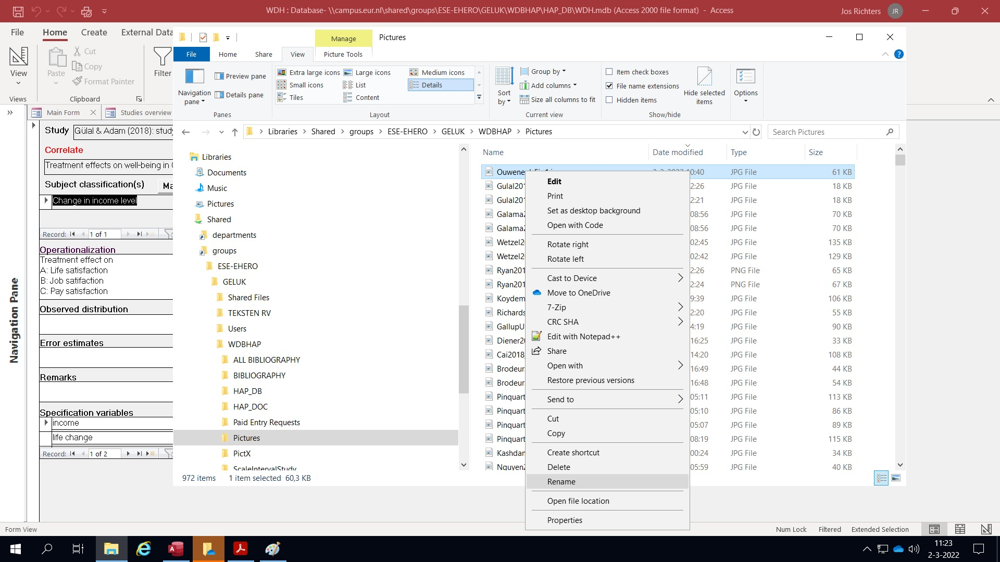 WDH : Database- \\campus.eur.nl\shared\groups\ESE-EHERO\GELUK\WDBHAP\HAP_DB\WDH.mdb (Access 2000 file format) - Access
Jos Richters JR
File Home Create External Data
View
Views
Paste
Cut
Copy
Format Painter
Clipboard
Filter
Manage Pictures
File Home Share View Picture Tools
Navigation pane
Preview pane
Details pane
Panes
Extra large icons Large icons Medium icons
Small icons List Details
Tiles Content
Layout
Sort by
Group by
Add columns
Size all columns to fit
Current view
Item check boxes
File name extensions
Hidden items
Hide selected items
Show/hide
Options
Libraries Shared groups ESE-EHERO GELUK WDBHAP Pictures
Search Pictures
Main Form
Studies overview
Navigation Pane
Study Gülal & Adam (2018): study
Correlate
Treatment effects on well-being in
Subject classification(s)
Change in income level
Record: 1 of 1
Operationalization
Treatment effect on
A: Life satisfaction
B: Job satifaction
C: Pay satisfaction
Observed distribution
Error estimates
Remarks
Specification variables
income
life change
Record: 1 of 2
Libraries
Documents
Music
Pictures
Shared
departments
groups
ESE-EHERO
GELUK
Shared Files
TEKSTEN RV
Users
WDBHAP
ALL BIBLIOGRAPHY
BIBLIOGRAPHY
HAP_DB
HAP_DOC
Paid Entry Requests
Pictures
PictX
ScaleIntervalStudy
Name Date modified Type Size
JPG File 61 KB
Gulal201 2:26 JPG File 18 KB
Gulal201 2:21 JPG File 18 KB
Galama2 08:56 JPG File 70 KB
Galama2 08:56 JPG File 70 KB
Wetzel20 02:45 JPG File 135 KB
Wetzel20 02:42 JPG File 129 KB
Ryan201 2:26 PNG File 65 KB
Ryan201 2:24 PNG File 67 KB
Koydem 9:39 JPG File 106 KB
Richards 2:20 JPG File 55 KB
GallupU 4:19 JPG File 90 KB
Diener20 16:25 JPG File 33 KB
Cai2018_ 14:20 JPG File 108 KB
Brodeur 16:49 JPG File 44 KB
Brodeur 16:48 JPG File 54 KB
Pinquart 05:11 JPG File 113 KB
Pinquart 05:10 JPG File 86 KB
Pinquart 05:07 JPG File 89 KB
Pinquart 08:19 JPG File 115 KB
Kashdan 00:24 JPG File 34 KB
Nguyen2 05:59 JPG File 40 KB
Edit
Print
Set as desktop background
Open with Code
Rotate right
Rotate left
Cast to Device
Move to OneDrive
7-Zip
CRC SHA
Edit with Notepad++
Share
Open with
Restore previous versions
Send to
Cut
Copy
Create shortcut
Delete
Rename
Open file location
Properties
972 items 1 item selected 60,3 KB
Form View
Num Lock Filtered Extended Selection
11:23
2-3-2022